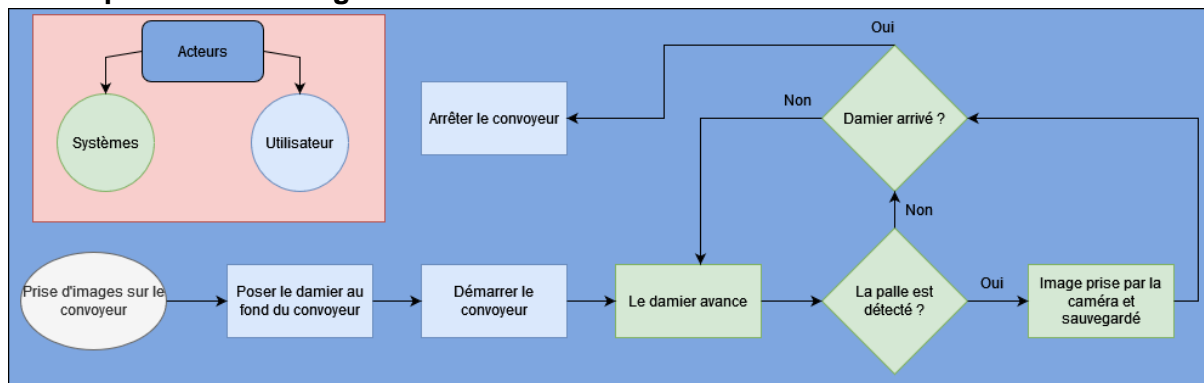 Acteurs
Systèmes
Utilisateur
Oui
Arrêter le convoyeur
Non
Damier arrivé ?
Non
Prise d'images sur le
convoyeur
Poser le damier au
fond du convoyeur
Démarrer le
convoyeur
Le damier avance
La palle est
détecté ?
Oui
Image prise par la
caméra et
sauvegardé